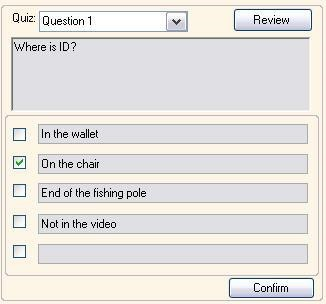 Quiz: Question 1 Review
Where is ID?
In the wallet
On the chair
End of the fishing pole
Not in the video
Confirm